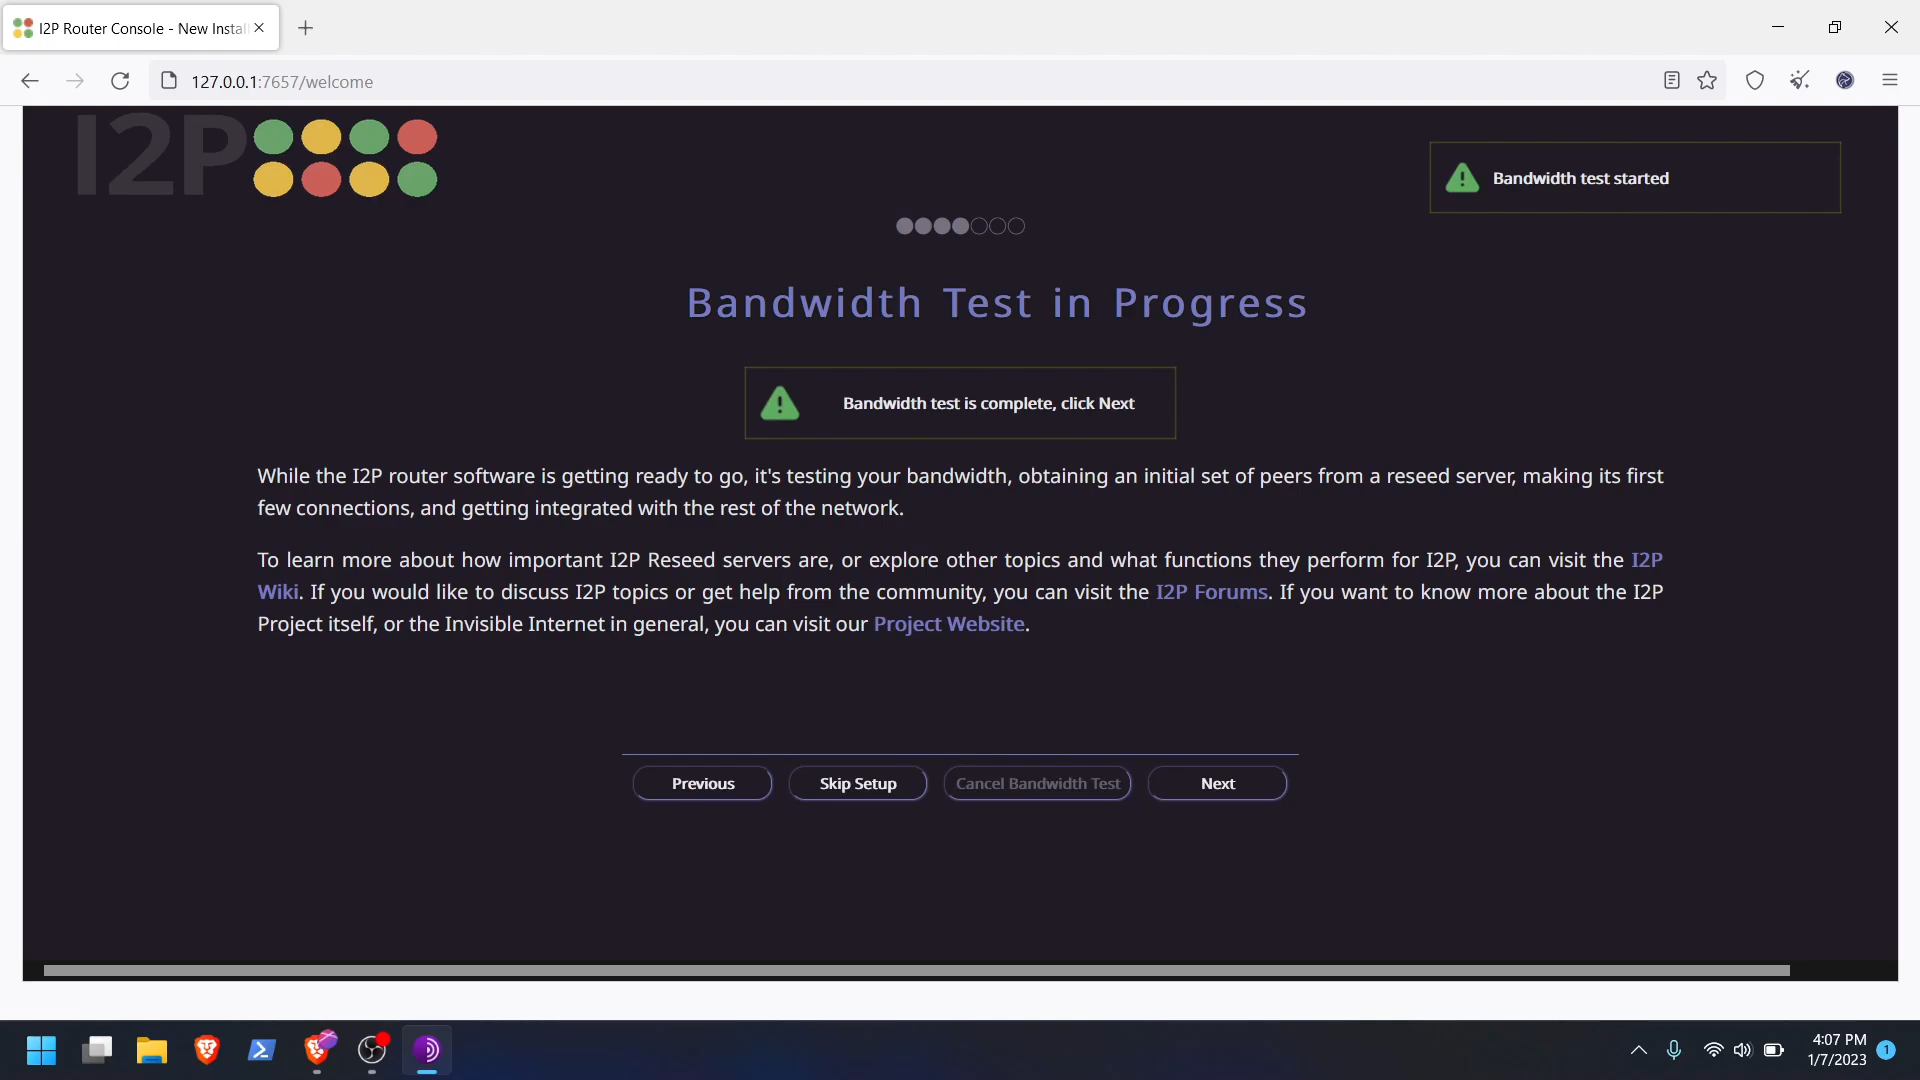 I2P Router Console - New Instal
127.0.0.1:7657/welcome
I2P
Bandwidth test started
Bandwidth Test in Progress
Bandwidth test is complete, click Next
While the I2P router software is getting ready to go, it's testing your bandwidth, obtaining an initial set of peers from a reseed server, making its first
few connections, and getting integrated with the rest of the network.
To learn more about how important I2P Reseed servers are, or explore other topics and what functions they perform for I2P, you can visit the I2P
Wiki. If you would like to discuss I2P topics or get help from the community, you can visit the I2P Forums. If you want to know more about the I2P
Project itself, or the Invisible Internet in general, you can visit our Project Website.
Previous
Skip Setup
Cancel Bandwidth Test
Next
4:07 PM
1/7/2023
1